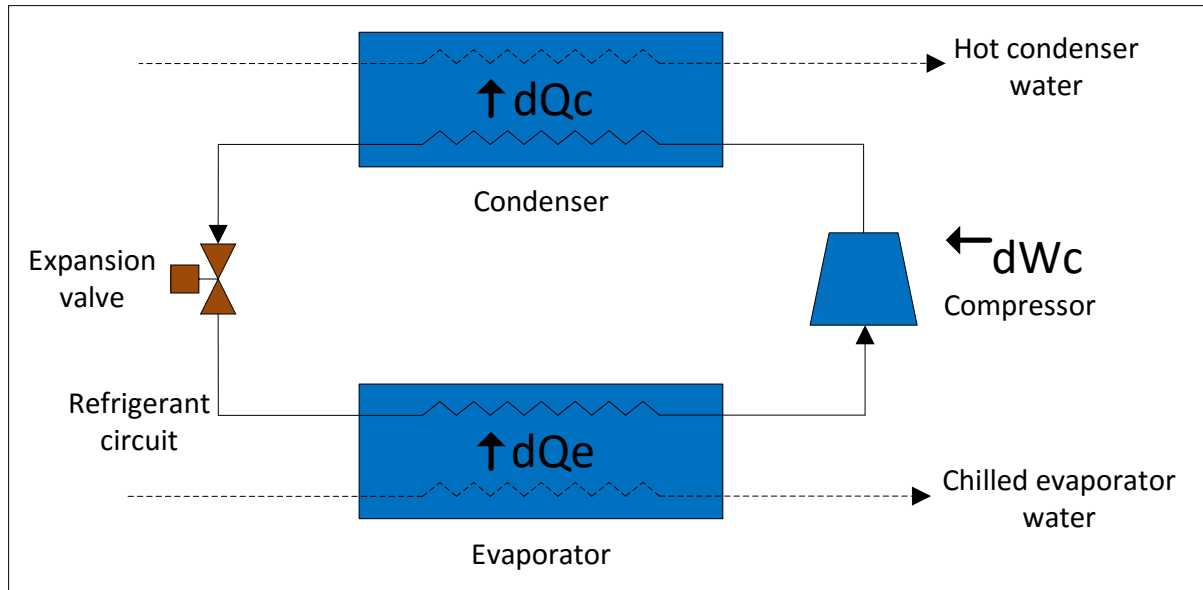 Hot condenser
water
dQc
Condenser
Expansion
valve
dWc
Compressor
Refrigerant
circuit
dQe
Chilled evaporator
water
Evaporator